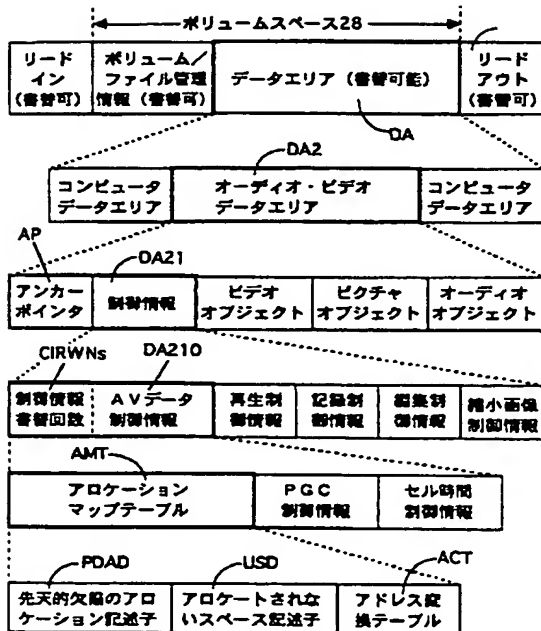 ボリュームスペース28
リード
イン
(書替可)
ボリューム/
ファイル管理
情報(書替可)
データエリア(書替可能)
リード
アウト
(書替可)
DA
DA2
コンピュータ
データエリア
オーディオ・ビデオ
データエリア
コンピュータ
データエリア
AP
DA21
アンカー
ポインタ
制御情報
ビデオ
オブジェクト
ピクチャ
オブジェクト
オーディオ
オブジェクト
CIRWNs
DA210
制御情報
書替回数
AVデータ
制御情報
再生制
御情報
記録制
御情報
編集制
御情報
縮小画像
制御情報
AMT
アロケーション
マップテーブル
PGC
制御情報
セル時間
制御情報
PDAD
USD
ACT
先天的欠陥のアロ
ケーション記述子
アロケートされな
いスペース記述子
アドレス変
換テーブル